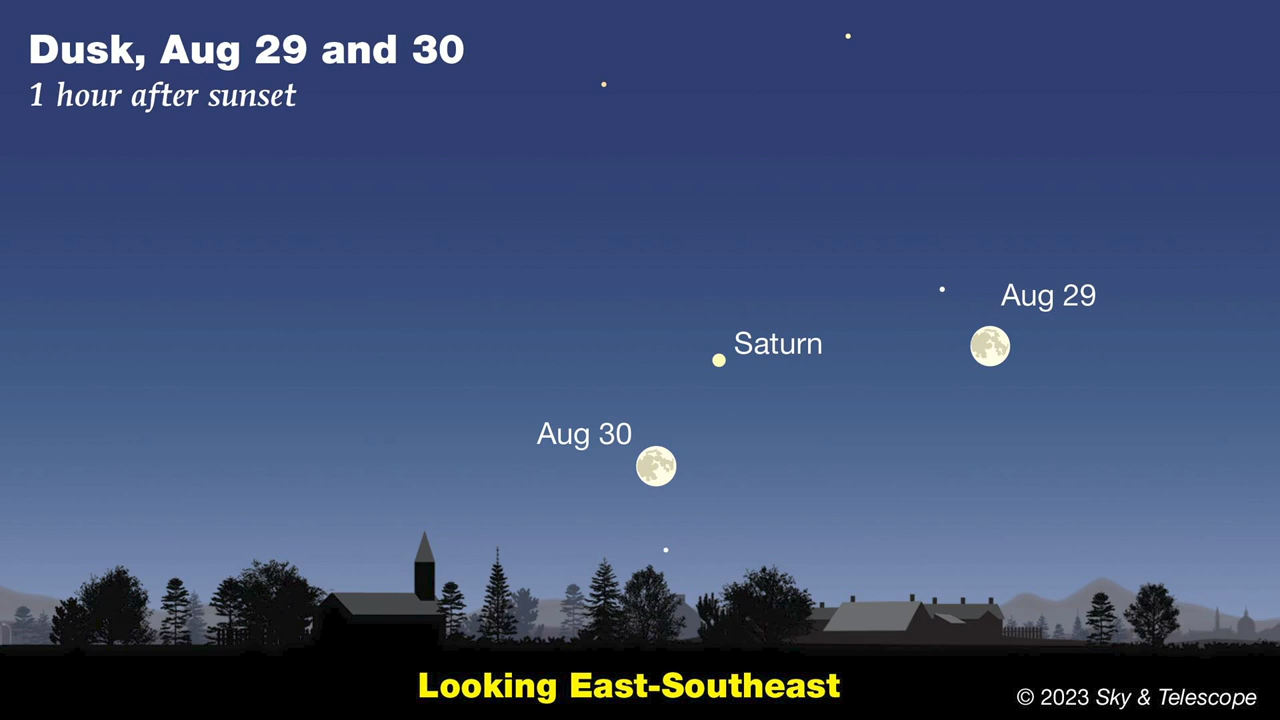 Dusk, Aug 29 and 30
1 hour after sunset
Aug 29
Saturn
Aug 30
Looking East-Southeast
© 2023 Sky & Telescope